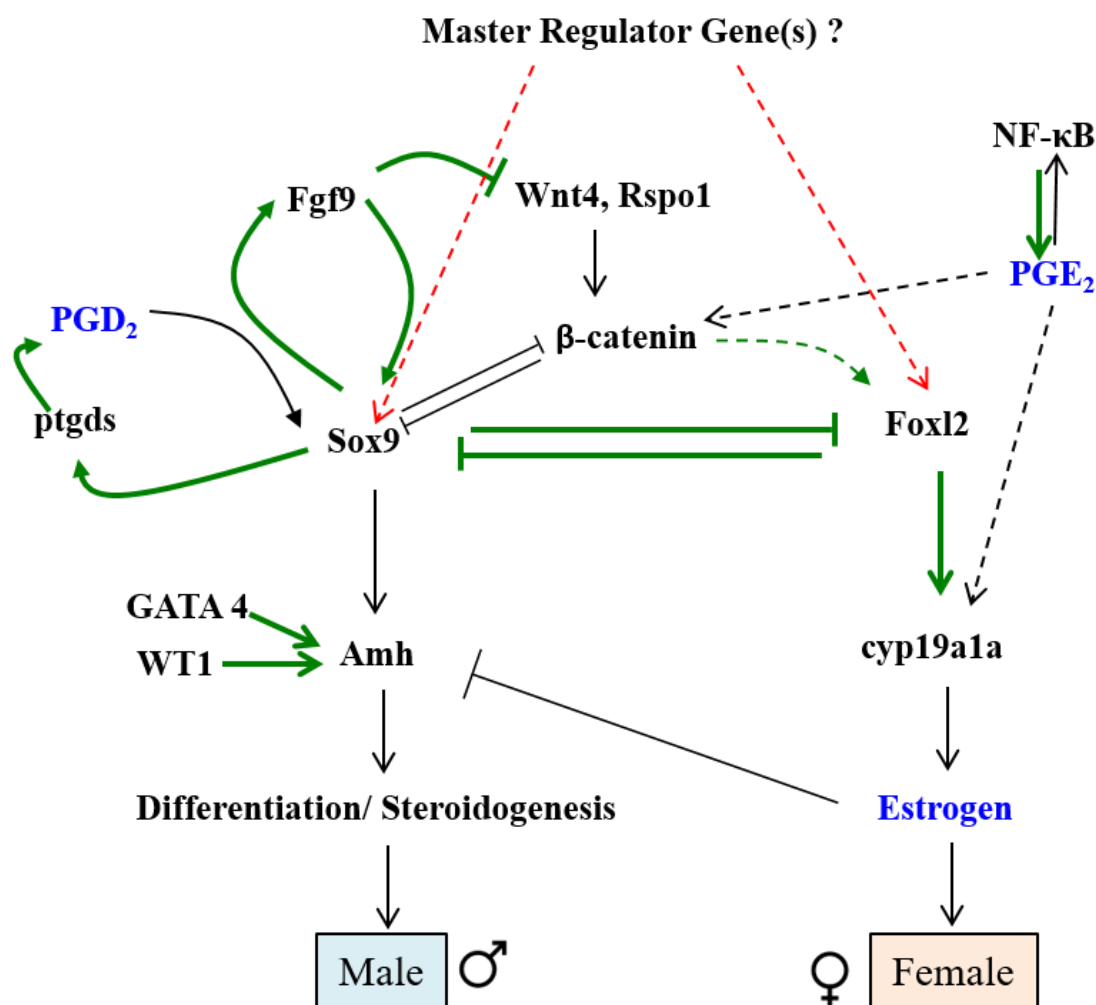 Master Regulator Gene(s) ?
NF-κB
Fgf9
Wnt4, Rspo1
PGE₂
PGD₂
β-catenin
ptgds
Sox9
Foxl2
GATA 4
WT1
Amh
cyp19a1a
Differentiation/ Steroidogenesis
Estrogen
Male ♂
♀ Female